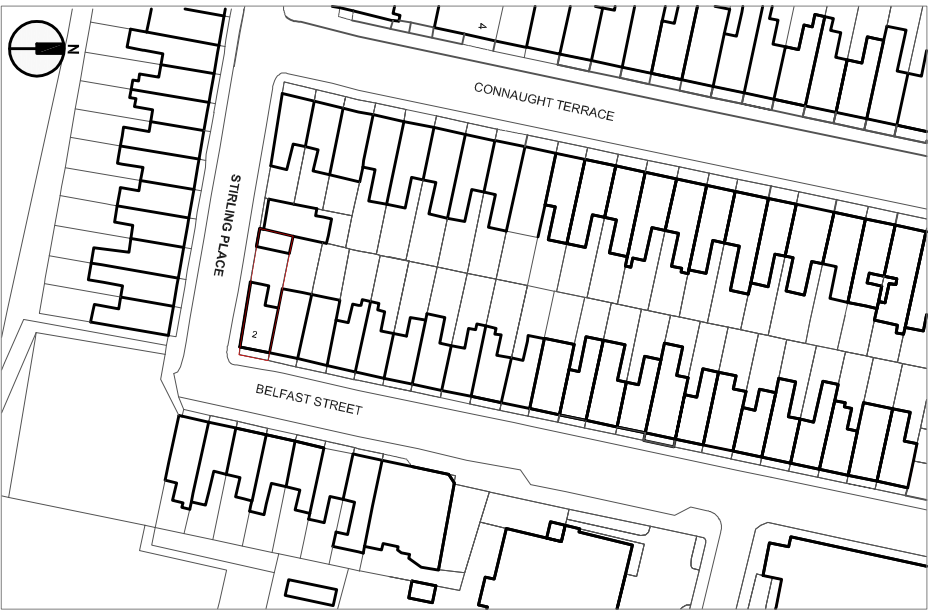 4
N
CONNAUGHT TERRACE
STIRLING PLACE
2
BELFAST STREET